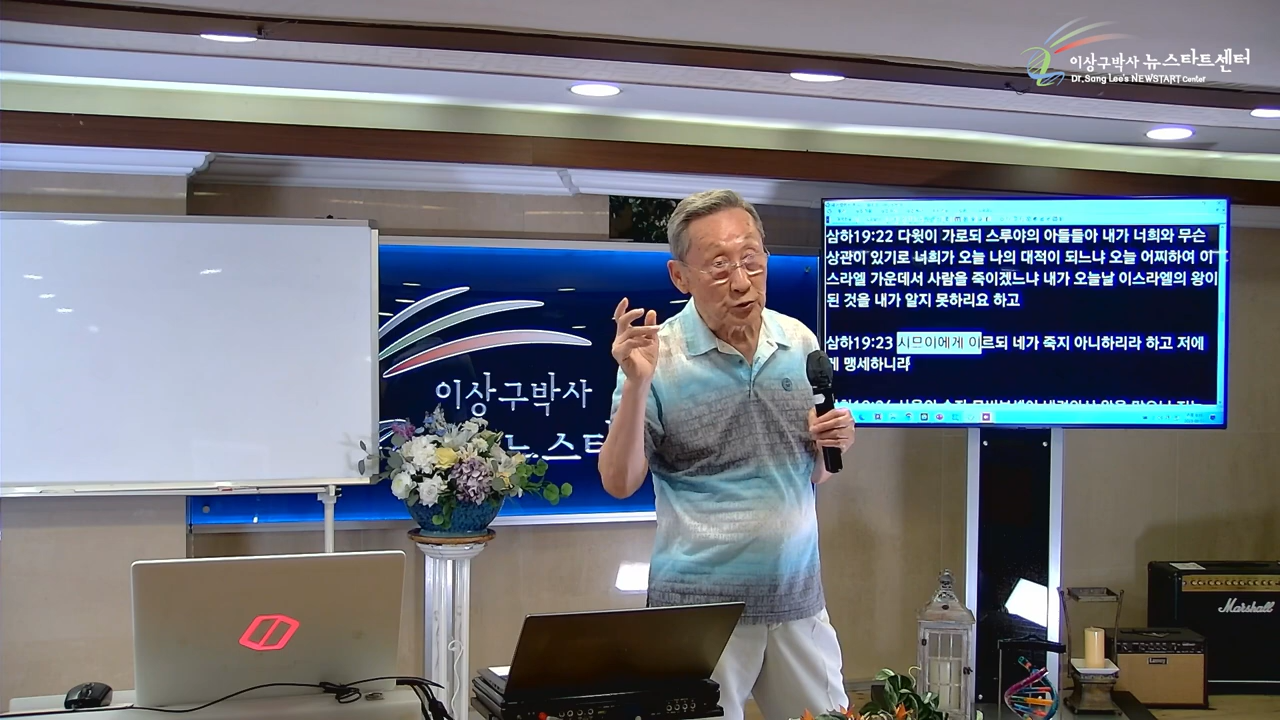 이상구박사 뉴스타트센터
Dr. Sang Lee's NEWSTART Center
삼하19:22 다윗이 가로되 스루야의 아들들아 내가 너희와 무슨
상관이 있기로 너희가 오늘 나의 대적이 되느냐 오늘 어찌하여 이
스라엘 가운데서 사람을 죽이겠느냐 내가 오늘날 이스라엘의 왕이
된 것을 내가 알지 못하리요 하고
삼하19:23 시므이에게 이르되 네가 죽지 아니하리라 하고 저에
게 맹세하니라
이상구박사
뉴스타
Marshall
Laney